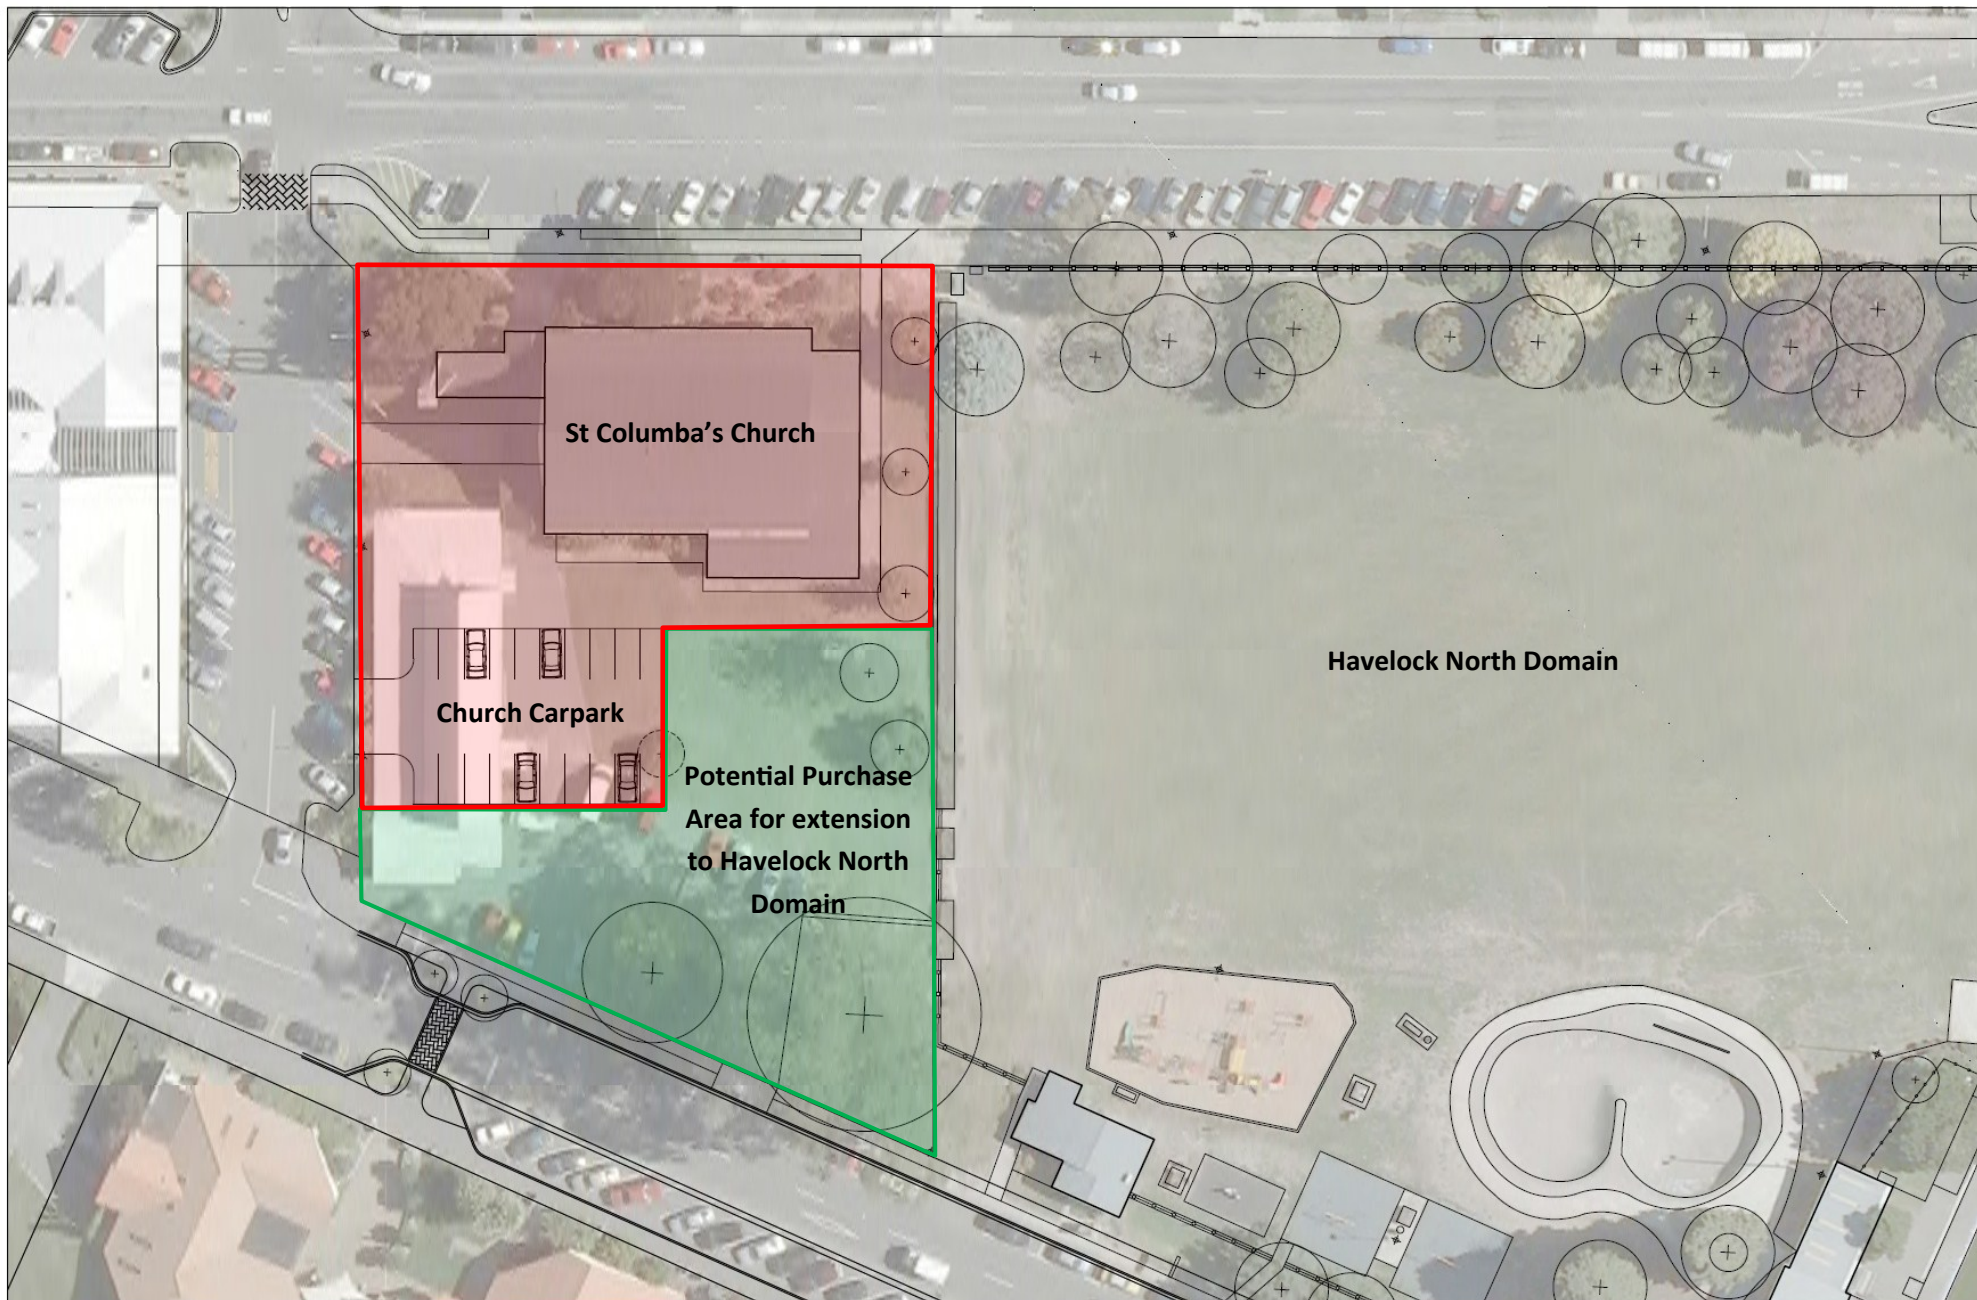 St Columba's Church
Havelock North Domain
Church Carpark
Potential Purchase
Area for extension
to Havelock North
Domain